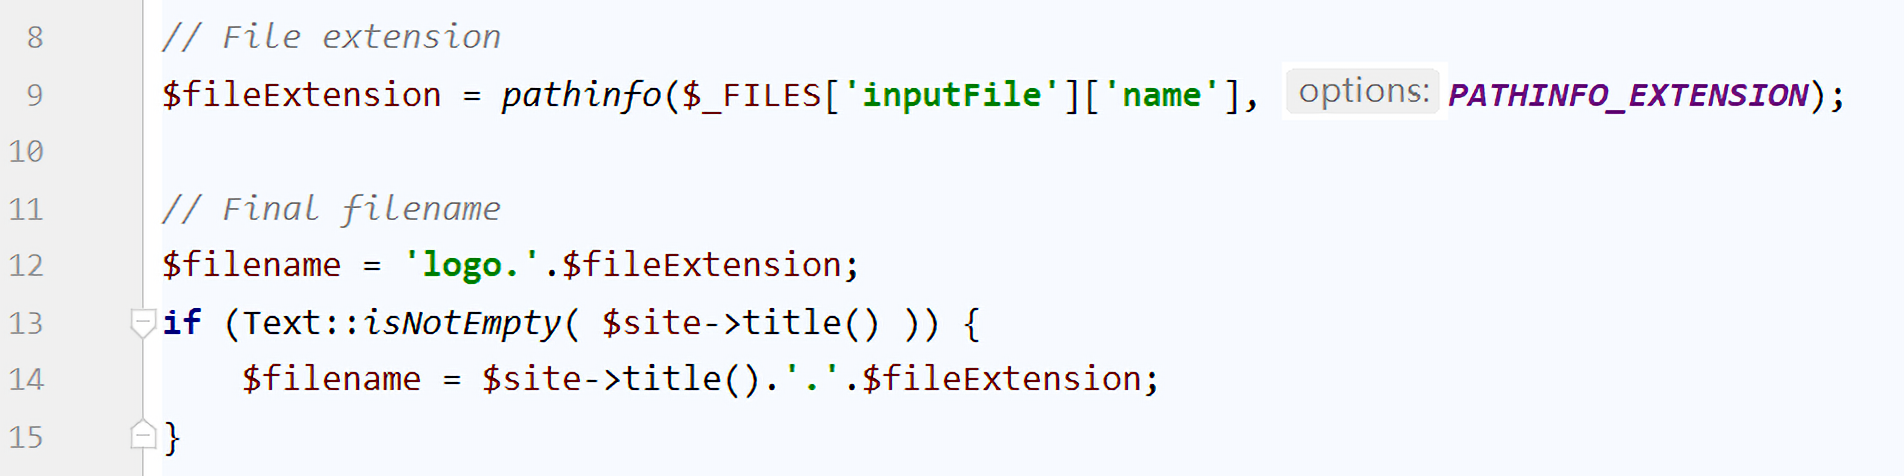 8 // File extension
9 $fileExtension = pathinfo($_FILES['inputFile']['name'], options: PATHINFO_EXTENSION);
10
11 // Final filename
12 $filename = 'logo.'.$fileExtension;
13 if (Text::isNotEmpty( $site->title() )) {
14     $filename = $site->title().'.'.$fileExtension;
15 }